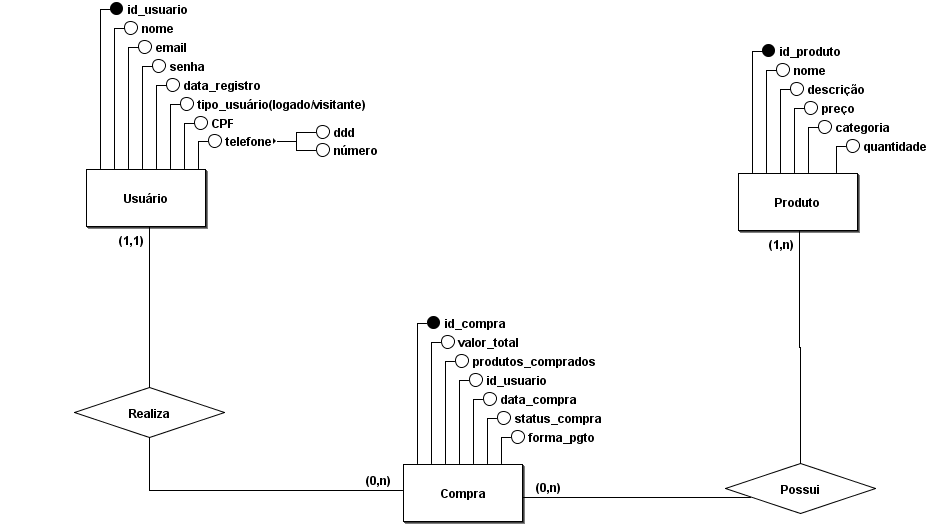 id_usuario
nome
email
senha
data_registro
tipo_usuário(logado/visitante)
CPF
telefone
ddd
número
Usuário
(1,1)
id_produto
nome
descrição
preço
categoria
quantidade
Produto
(1,n)
id_compra
valor_total
produtos_comprados
id_usuario
data_compra
status_compra
forma_pgto
Realiza
(0,n)
Compra
(0,n)
Possui